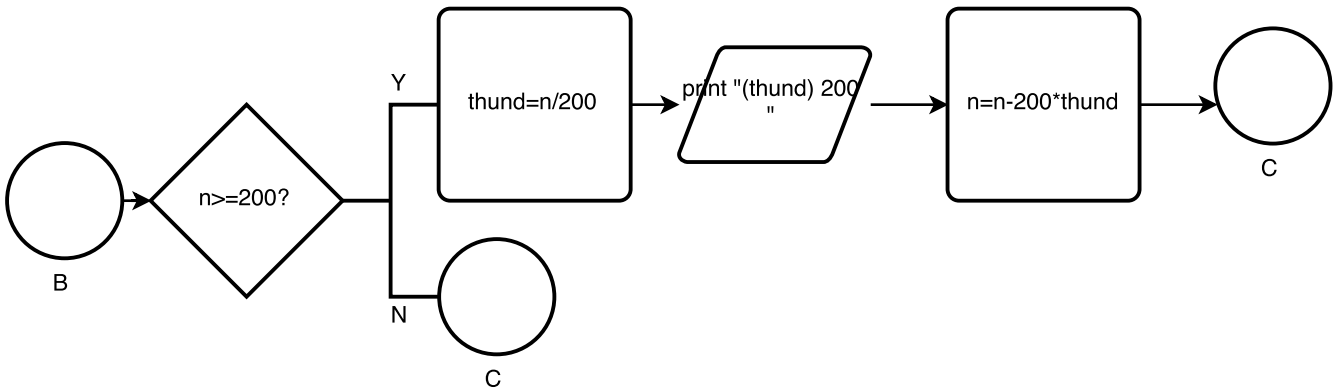 B
n>=200?
Y
thund=n/200
print "(thund) 200
"
n=n-200*thund
C
N
C